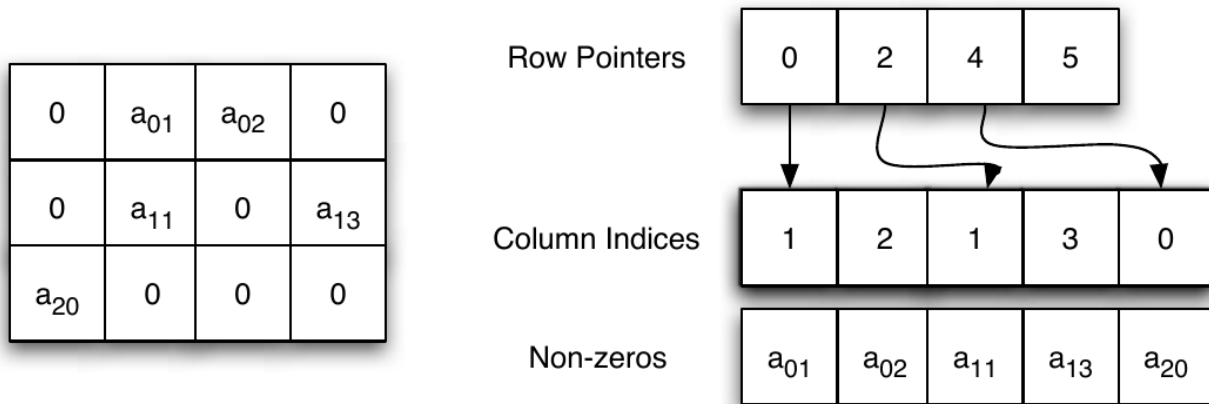 0 a01 a02 0
0 a11 0 a13
a20 0 0 0
Row Pointers 0 2 4 5
Column Indices 1 2 1 3 0
Non-zeros a01 a02 a11 a13 a20